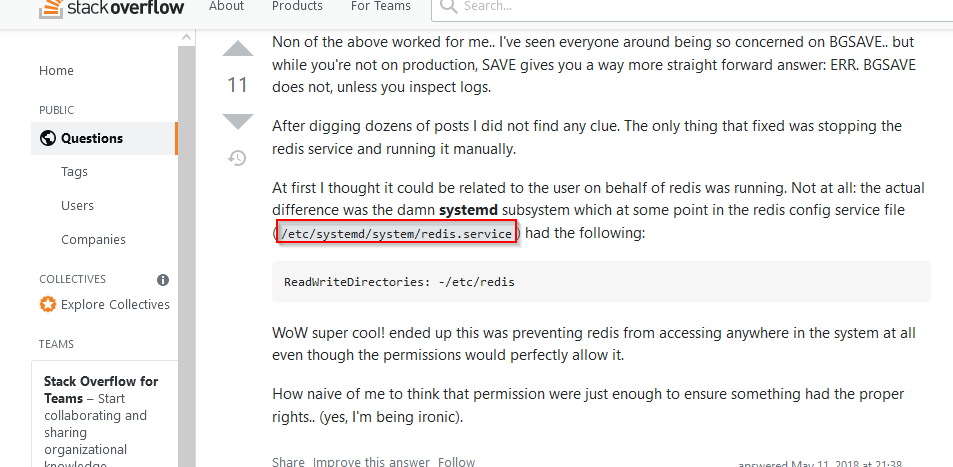 stackoverflow About Products For Teams Search...
Home
PUBLIC
Questions
Tags
Users
Companies
COLLECTIVES
Explore Collectives
TEAMS
Stack Overflow for
Teams – Start
collaborating and
sharing
organizational
knowledge.
11
Non of the above worked for me.. I've seen everyone around being so concerned on BGSAVE.. but
while you're not on production, SAVE gives you a way more straight forward answer: ERR. BGSAVE
does not, unless you inspect logs.
After digging dozens of posts I did not find any clue. The only thing that fixed was stopping the
redis service and running it manually.
At first I thought it could be related to the user on behalf of redis was running. Not at all: the actual
difference was the damn systemd subsystem which at some point in the redis config service file
(/etc/systemd/system/redis.service) had the following:
ReadWriteDirectories: -/etc/redis
WoW super cool! ended up this was preventing redis from accessing anywhere in the system at all
even though the permissions would perfectly allow it.
How naive of me to think that permission were just enough to ensure something had the proper
rights.. (yes, I'm being ironic).
Share Improve this answer Follow
answered May 11, 2018 at 21:38